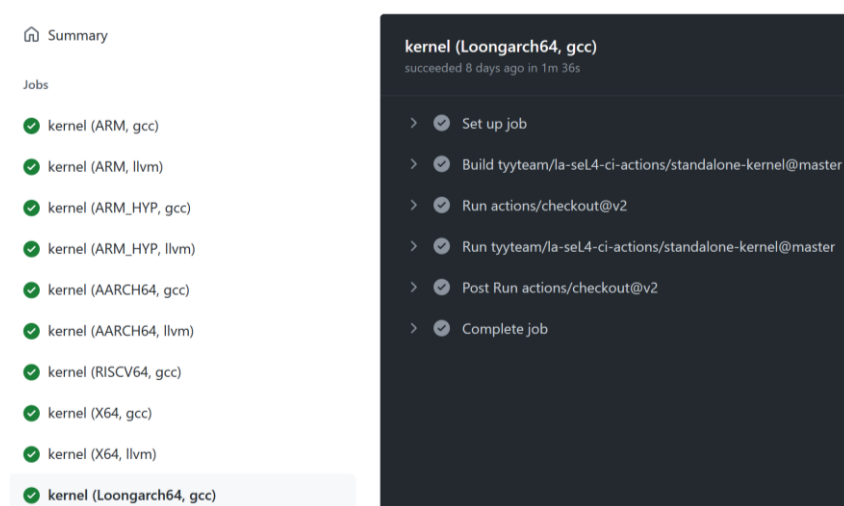 Summary
Jobs
kernel (ARM, gcc)
kernel (ARM, llvm)
kernel (ARM_HYP, gcc)
kernel (ARM_HYP, llvm)
kernel (AARCH64, gcc)
kernel (AARCH64, llvm)
kernel (RISCV64, gcc)
kernel (X64, gcc)
kernel (X64, llvm)
kernel (Loongarch64, gcc)
kernel (Loongarch64, gcc)
succeeded 8 days ago in 1m 36s
Set up job
Build tyyteam/la-seL4-ci-actions/standalone-kernel@master
Run actions/checkout@v2
Run tyyteam/la-seL4-ci-actions/standalone-kernel@master
Post Run actions/checkout@v2
Complete job